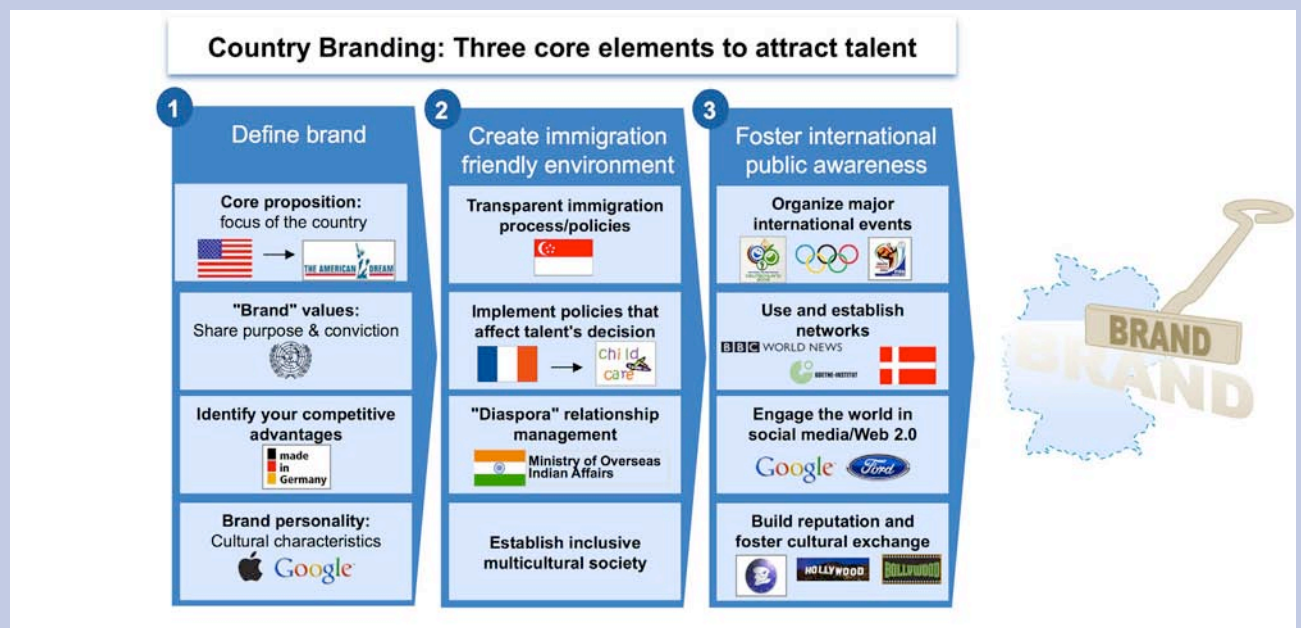 Country Branding: Three core elements to attract talent
1
Define brand
Core proposition:
focus of the country
THE AMERICAN DREAM
"Brand" values:
Share purpose & conviction
Identify your competitive
advantages
made
in
Germany
Brand personality:
Cultural characteristics
Google
2
Create immigration
friendly environment
Transparent immigration
process/policies
Implement policies that
affect talent's decision
child
care
"Diaspora" relationship
management
Ministry of Overseas
Indian Affairs
Establish inclusive
multicultural society
3
Foster international
public awareness
Organize major
international events
Use and establish
networks
BBC WORLD NEWS
GOETHE-INSTITUT
Engage the world in
social media/Web 2.0
Google
Ford
Build reputation and
foster cultural exchange
HOLLYWOOD
BOLLYWOOD
BRAND
BRAND